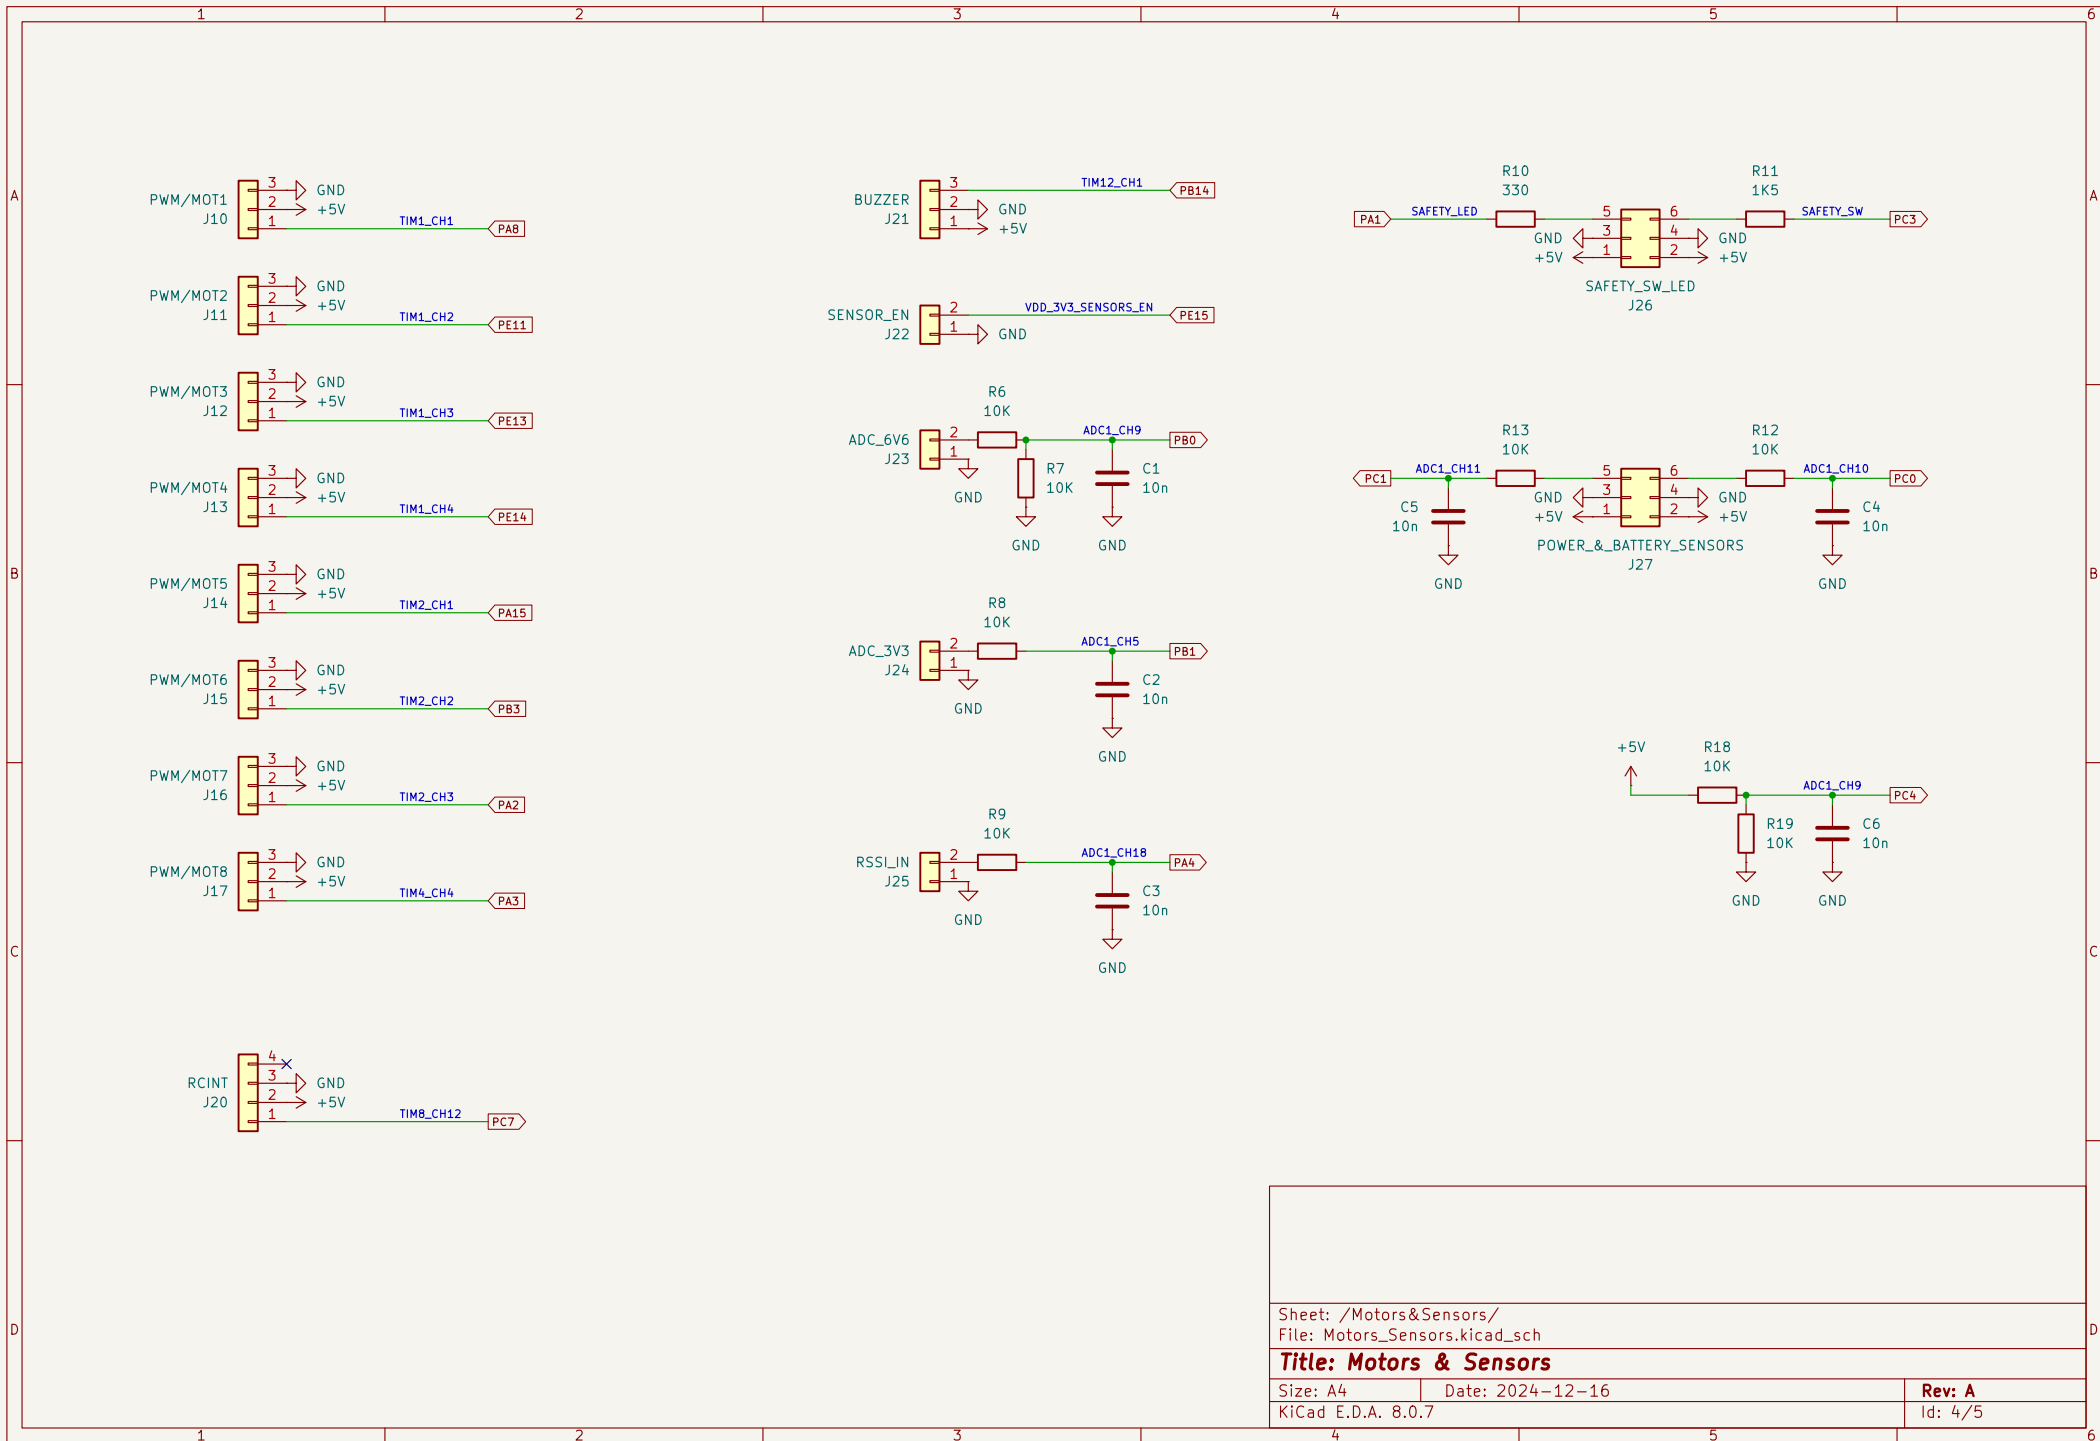 1 2 3 4 5 6
A
B
C
D
A
B
C
D
PWM/MOT1
J10
3 GND
2 +5V
1 TIM1_CH1 PA8
PWM/MOT2
J11
3 GND
2 +5V
1 TIM1_CH2 PE11
PWM/MOT3
J12
3 GND
2 +5V
1 TIM1_CH3 PE13
PWM/MOT4
J13
3 GND
2 +5V
1 TIM1_CH4 PE14
PWM/MOT5
J14
3 GND
2 +5V
1 TIM2_CH1 PA15
PWM/MOT6
J15
3 GND
2 +5V
1 TIM2_CH2 PB3
PWM/MOT7
J16
3 GND
2 +5V
1 TIM2_CH3 PA2
PWM/MOT8
J17
3 GND
2 +5V
1 TIM4_CH4 PA3
RCINT
J20
4
3 GND
2 +5V
1 TIM8_CH12 PC7
BUZZER
J21
3 TIM12_CH1 PB14
2 GND
1 +5V
SENSOR_EN
J22
2 VDD_3V3_SENSORS_EN PE15
1 GND
R6
10K
ADC_6V6
J23
2 ADC1_CH9 PB0
1
GND
R7
10K
GND
C1
10n
GND
R8
10K
ADC_3V3
J24
2 ADC1_CH5 PB1
1
GND
C2
10n
GND
R9
10K
RSSI_IN
J25
2 ADC1_CH18 PA4
1
GND
C3
10n
GND
R10
330
R11
1K5
PA1 SAFETY_LED 5 6 SAFETY_SW PC3
GND 3 4 GND
+5V 1 2 +5V
SAFETY_SW_LED
J26
R13
10K
R12
10K
PC1 ADC1_CH11 5 6 ADC1_CH10 PC0
GND 3 4 GND
+5V 1 2 +5V
POWER_&_BATTERY_SENSORS
J27
C5
10n
GND
C4
10n
GND
+5V
R18
10K
ADC1_CH9 PC4
R19
10K
GND
C6
10n
GND
Sheet: /Motors&Sensors/
File: Motors_Sensors.kicad_sch
Title: Motors & Sensors
Size: A4 Date: 2024-12-16 Rev: A
KiCad E.D.A. 8.0.7 Id: 4/5
1 2 3 4 5 6